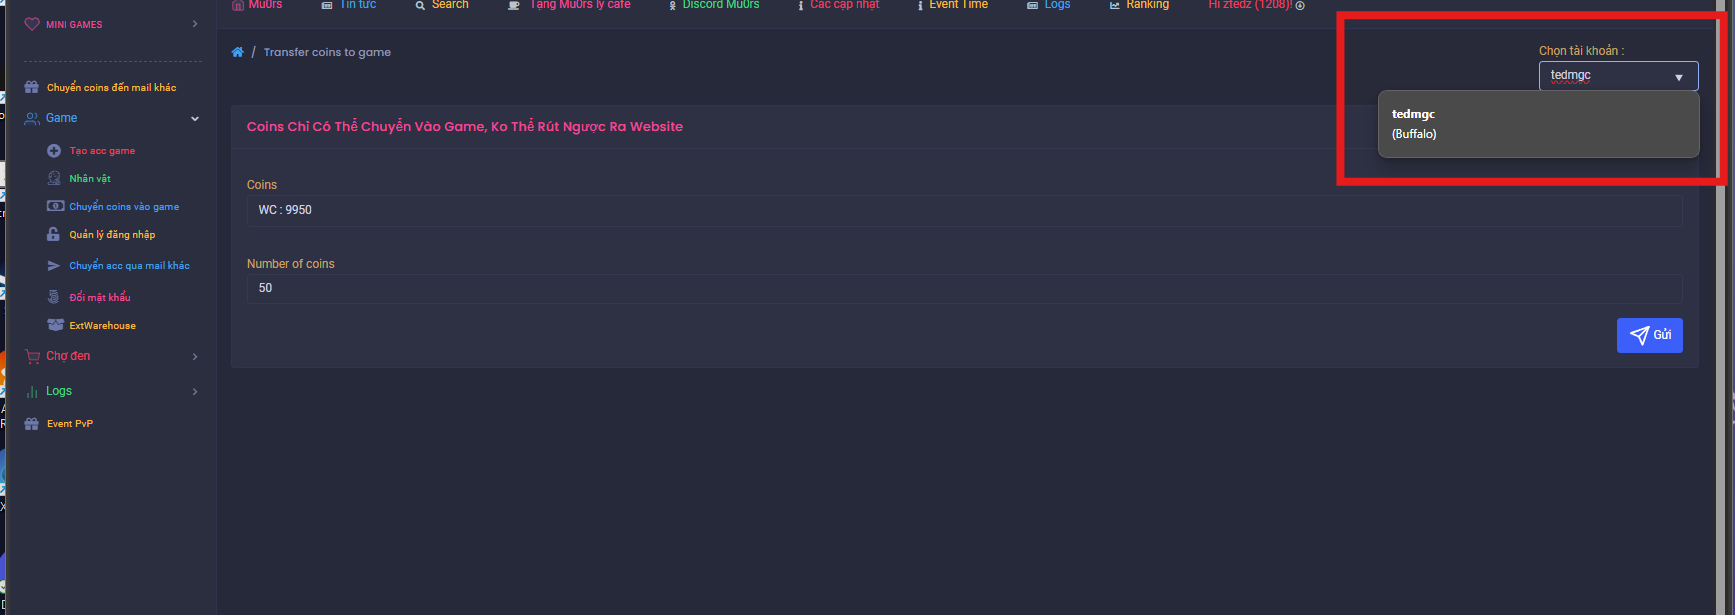 Mu0rs
Tin tức
Search
Tặng Mu0rs ly cafe
Discord Mu0rs
Các cập nhật
Event Time
Logs
Ranking
Hi ztedz (1208)!
MINI GAMES
Chuyển coins đến mail khác
Game
Tạo acc game
Nhân vật
Chuyển coins vào game
Quản lý đăng nhập
Chuyển acc qua mail khác
Đổi mật khẩu
ExtWarehouse
Chợ đen
Logs
Event PvP
/ Transfer coins to game
Chọn tài khoản :
tedmgc
tedmgc
(Buffalo)
Coins Chỉ Có Thể Chuyển Vào Game, Ko Thể Rút Ngược Ra Website
Coins
WC : 9950
Number of coins
50
Gửi